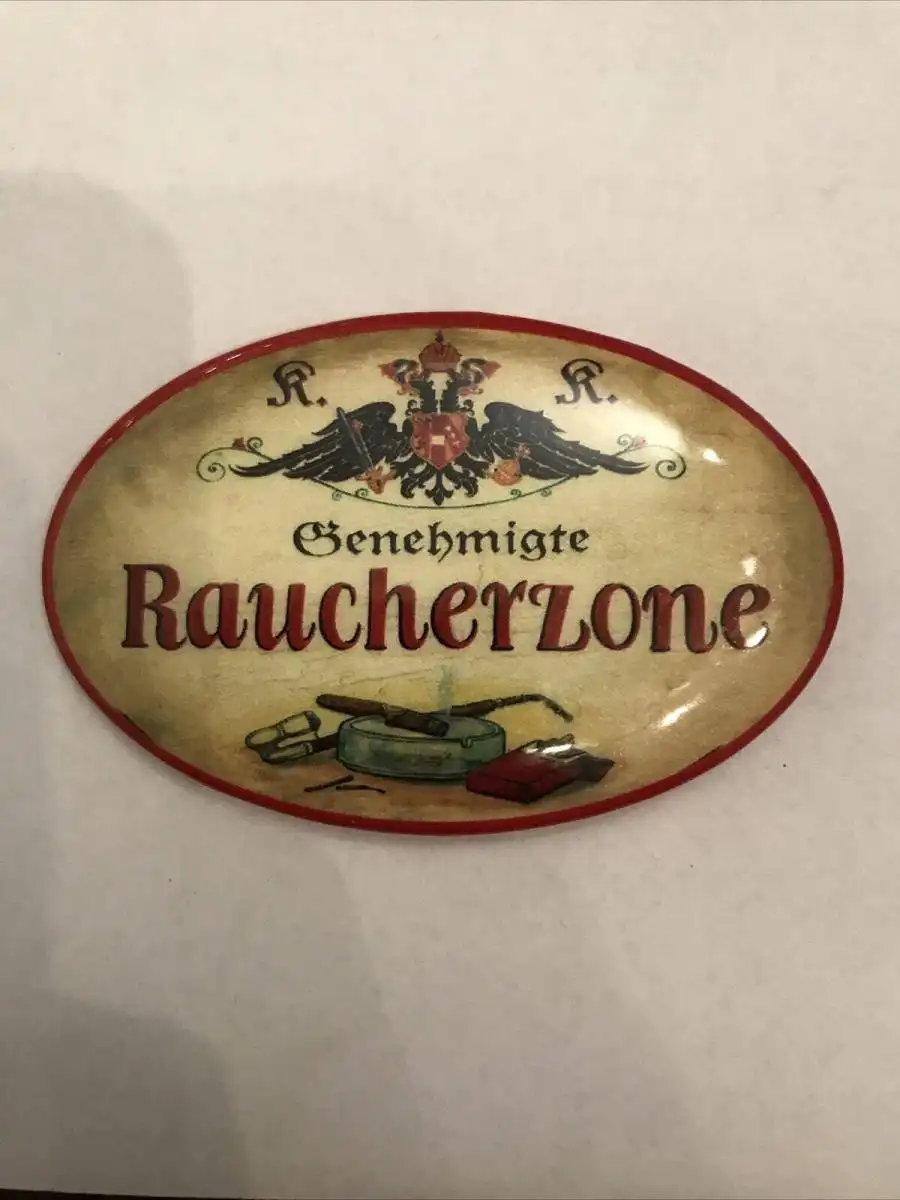 K. K.
Genehmigte
Raucherzone